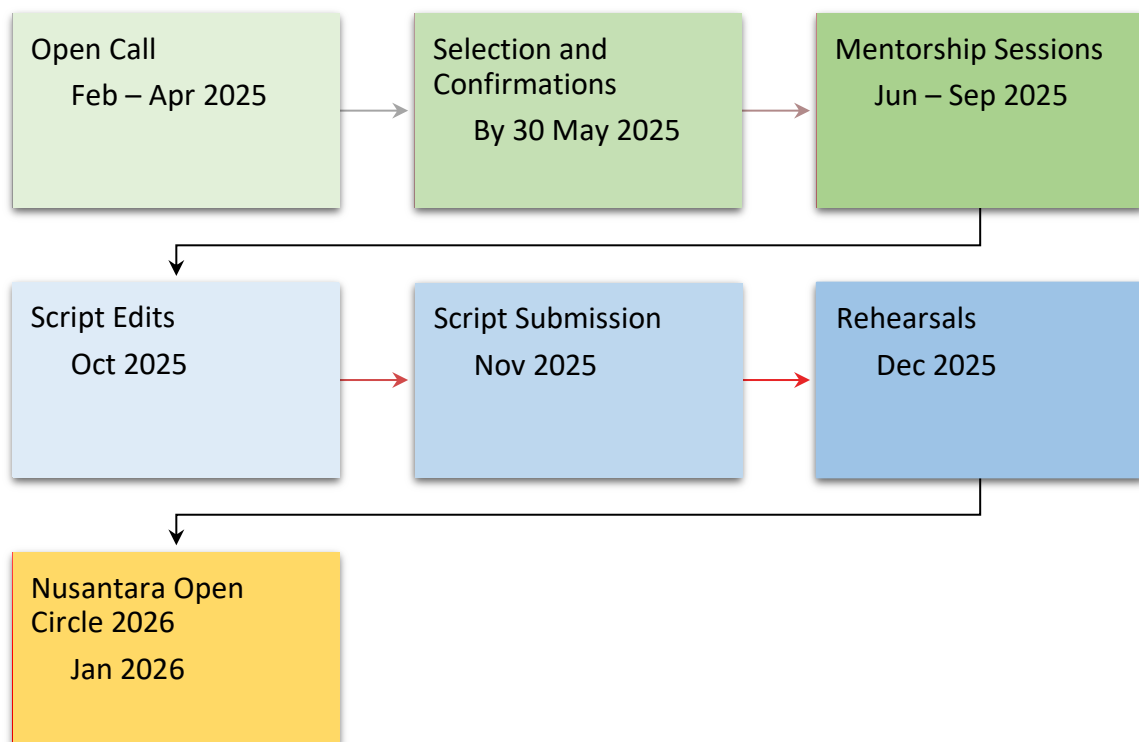 Open Call
Feb – Apr 2025
Selection and
Confirmations
By 30 May 2025
Mentorship Sessions
Jun – Sep 2025
Script Edits
Oct 2025
Script Submission
Nov 2025
Rehearsals
Dec 2025
Nusantara Open
Circle 2026
Jan 2026